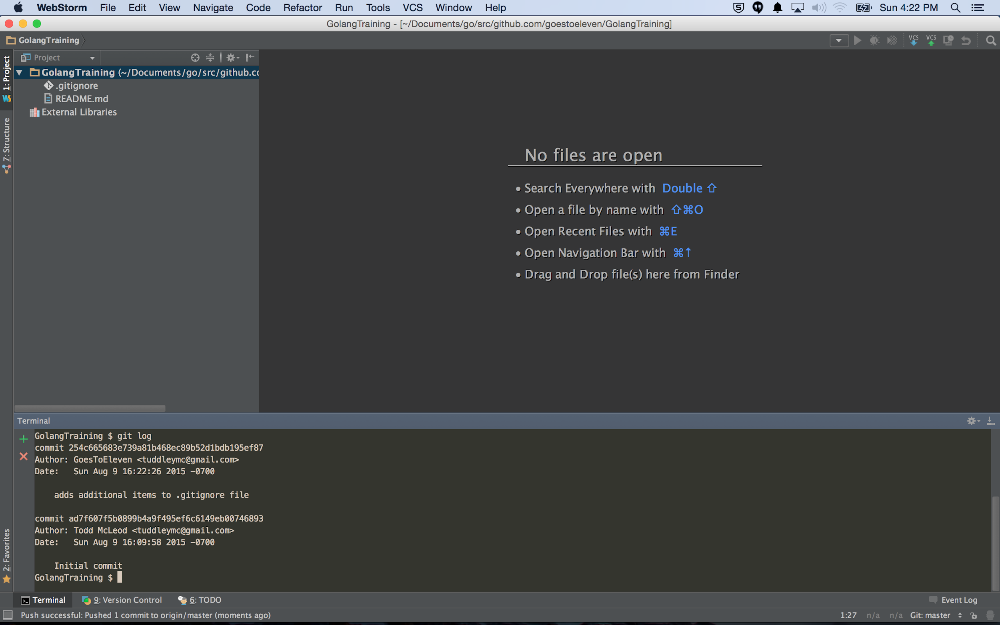 WebStorm File Edit View Navigate Code Refactor Run Tools VCS Window Help Sun 4:22 PM
GolangTraining - [~/Documents/go/src/github.com/goestoeleven/GolangTraining]
GolangTraining VCS VCS
1: Project
Project
GolangTraining (~/Documents/go/src/github.co
.gitignore
README.md
WS
External Libraries
7: Structure
No files are open
• Search Everywhere with Double ⇧
• Open a file by name with ⇧⌘O
• Open Recent Files with ⌘E
• Open Navigation Bar with ⌘↑
• Drag and Drop file(s) here from Finder
Terminal
GolangTraining $ git log
commit 254c665683e739a81b468ec89b52d1bdb195ef87
Author: GoesToEleven <tuddleymc@gmail.com>
Date:   Sun Aug 9 16:22:26 2015 -0700
adds additional items to .gitignore file
commit ad7f607f5b0899b4a9f495ef6c6149eb00746893
Author: Todd McLeod <tuddleymc@gmail.com>
Date:   Sun Aug 9 16:09:58 2015 -0700
Initial commit
GolangTraining $
2: Favorites
Terminal 9: Version Control 6: TODO Event Log
Push successful: Pushed 1 commit to origin/master (moments ago) 1:27 n/a n/a Git: master